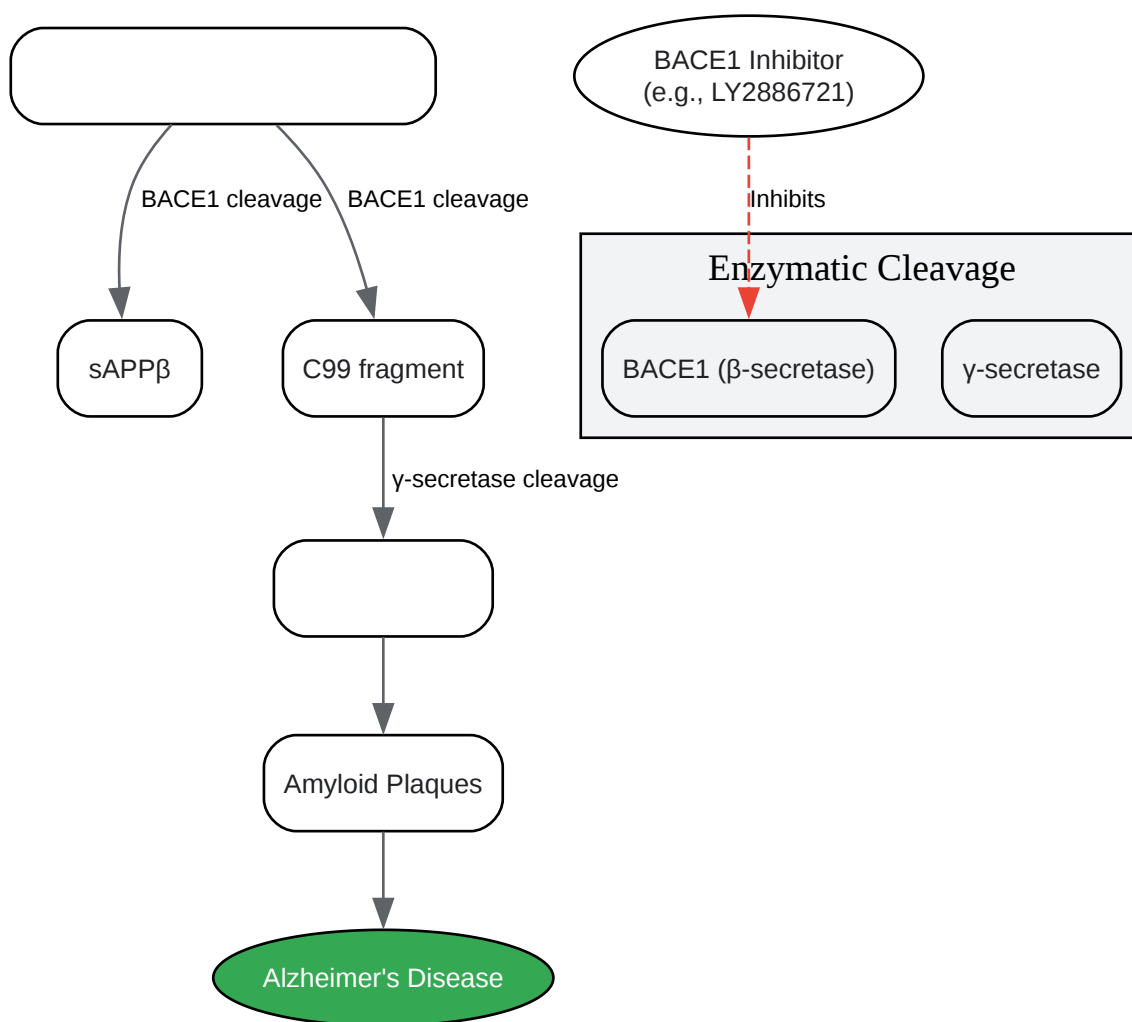 BACE1 Inhibitor
(e.g., LY2886721)
BACE1 cleavage
BACE1 cleavage
Inhibits
Enzymatic Cleavage
sAPPβ
C99 fragment
BACE1 (β-secretase)
γ-secretase
γ-secretase cleavage
Amyloid Plaques
Alzheimer's Disease